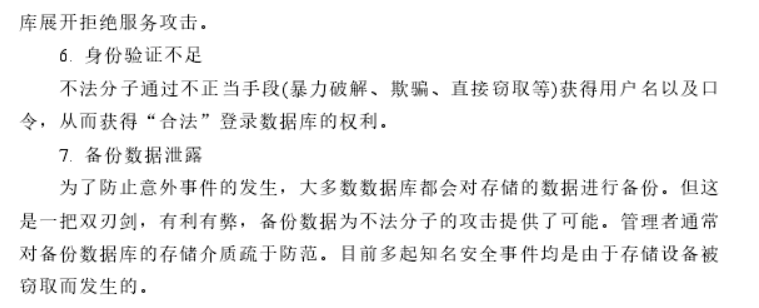 库展开拒绝服务攻击。
6. 身份验证不足
不法分子通过不正当手段(暴力破解、欺骗、直接窃取等)获得用户名以及口
令，从而获得“合法”登录数据库的权利。
7. 备份数据泄露
为了防止意外事件的发生，大多数数据库都会对存储的数据进行备份。但这
是一把双刃剑，有利有弊，备份数据为不法分子的攻击提供了可能。管理者通常
对备份数据库的存储介质疏于防范。目前多起知名安全事件均是由于存储设备被
窃取而发生的。